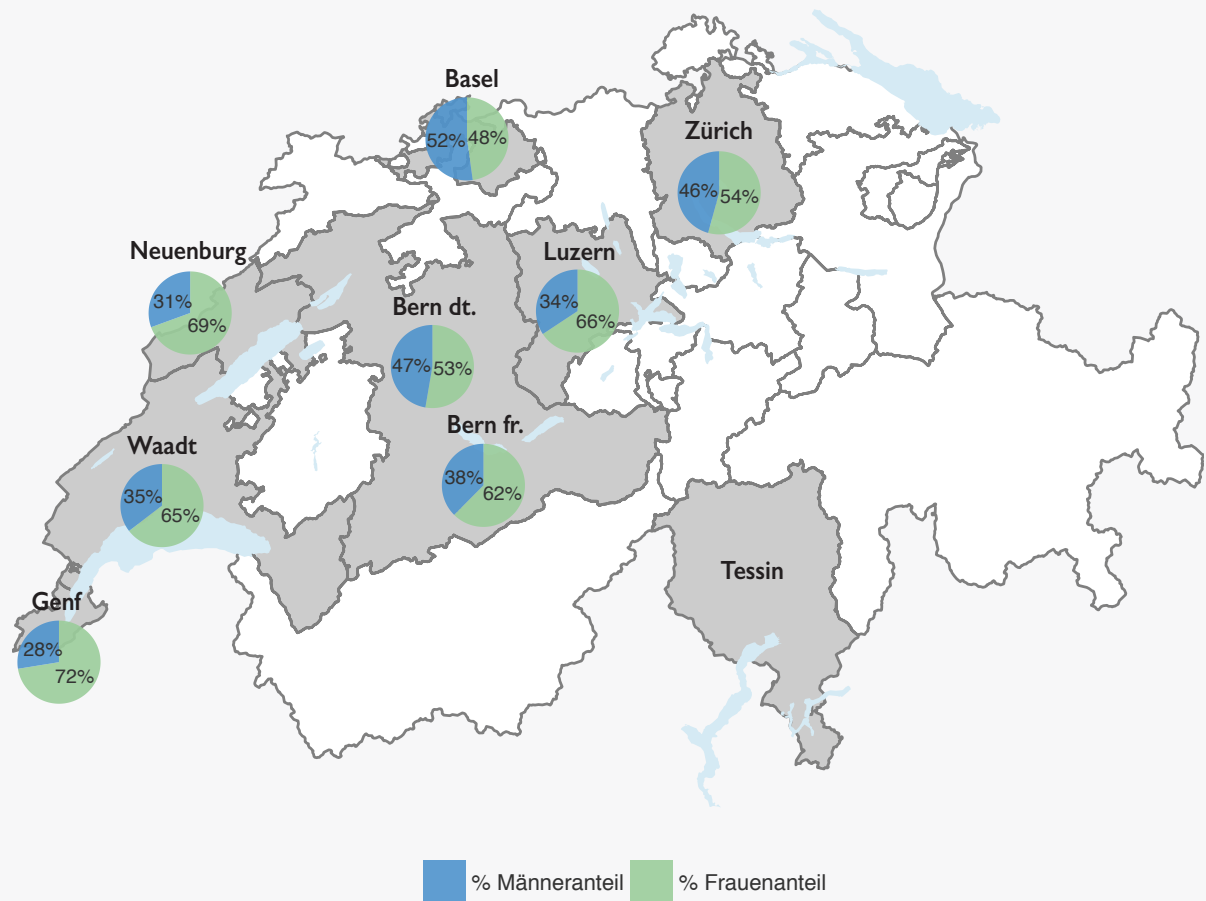 Basel
52% 48%
Zürich
46% 54%
Neuenburg
31%
69%
Luzern
34%
66%
Bern dt.
47% 53%
Bern fr.
38%
62%
Waadt
35%
65%
Tessin
Genf
28%
72%
% Männeranteil % Frauenanteil